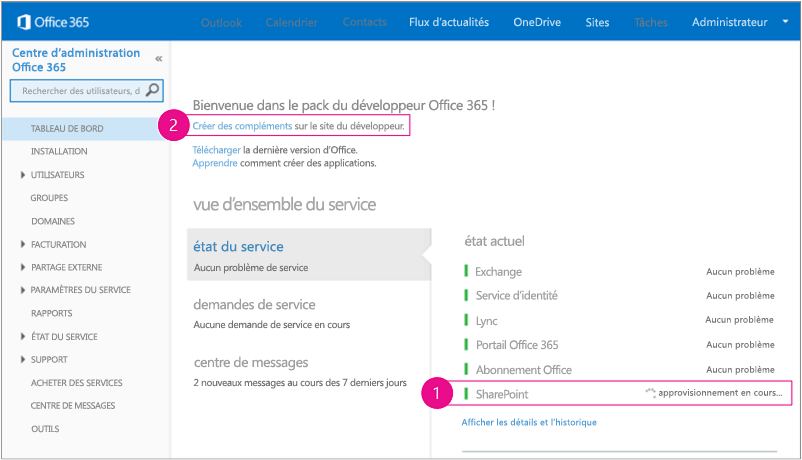 Office 365 Outlook Calendrier Contacts Flux d'actualités OneDrive Sites Tâches Administrateur
Centre d'administration
Office 365
«
Rechercher des utilisateurs, d
TABLEAU DE BORD
INSTALLATION
UTILISATEURS
GROUPES
DOMAINES
FACTURATION
PARTAGE EXTERNE
PARAMÈTRES DU SERVICE
RAPPORTS
ÉTAT DU SERVICE
SUPPORT
ACHETER DES SERVICES
CENTRE DE MESSAGES
OUTILS
Bienvenue dans le pack du développeur Office 365 !
2 Créer des compléments sur le site du développeur.
Télécharger la dernière version d'Office.
Apprendre comment créer des applications.
vue d'ensemble du service
état du service
Aucun problème de service
demandes de service
Aucune demande de service en cours
centre de messages
2 nouveaux messages au cours des 7 derniers jours
état actuel
Exchange Aucun problème
Service d'identité Aucun problème
Lync Aucun problème
Portail Office 365 Aucun problème
Abonnement Office Aucun problème
1 SharePoint approvisionnement en cours...
Afficher les détails et l'historique